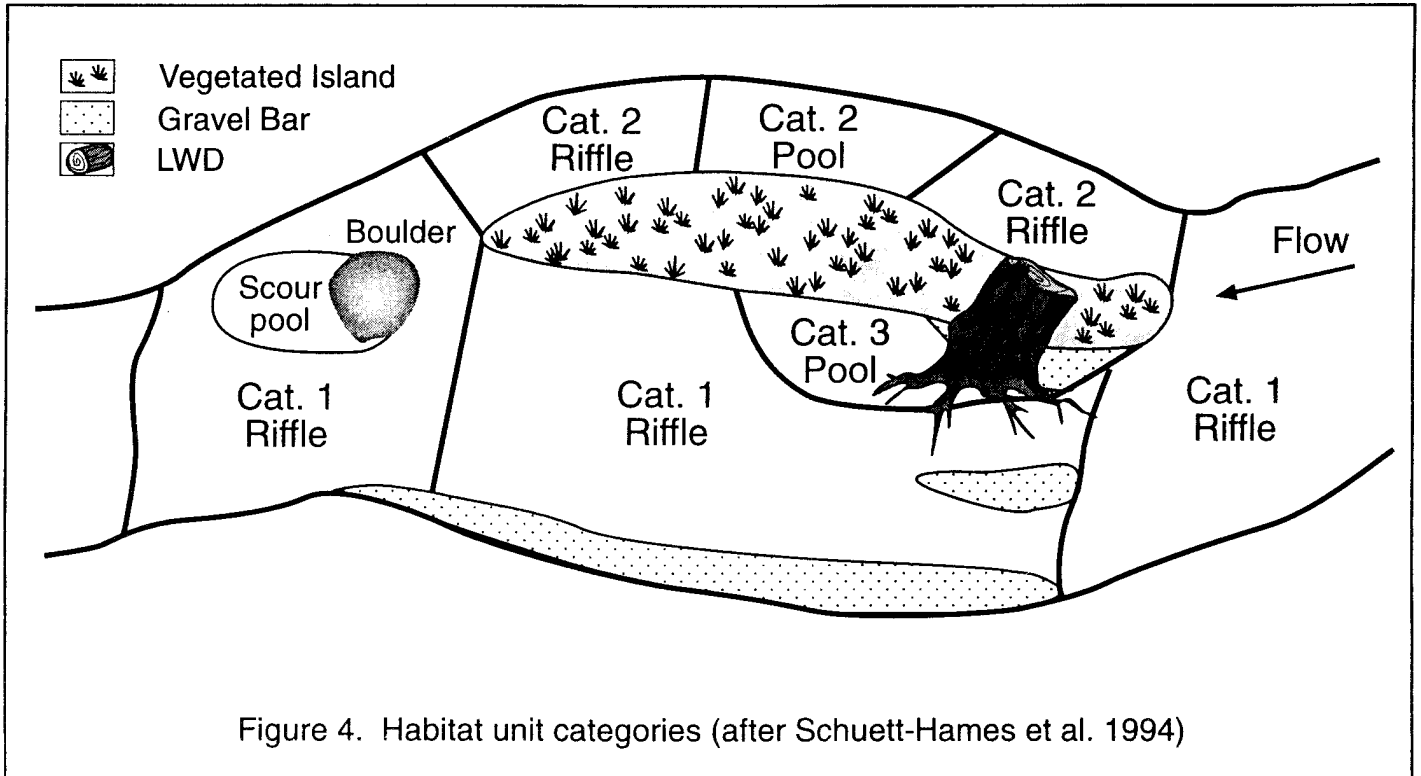 Vegetated Island
Gravel Bar
LWD
Cat. 2
Riffle
Cat. 2
Pool
Cat. 2
Riffle
Flow
Boulder
Scour
pool
Cat. 3
Pool
Cat. 1
Riffle
Cat. 1
Riffle
Cat. 1
Riffle
Figure 4. Habitat unit categories (after Schuett-Hames et al. 1994)